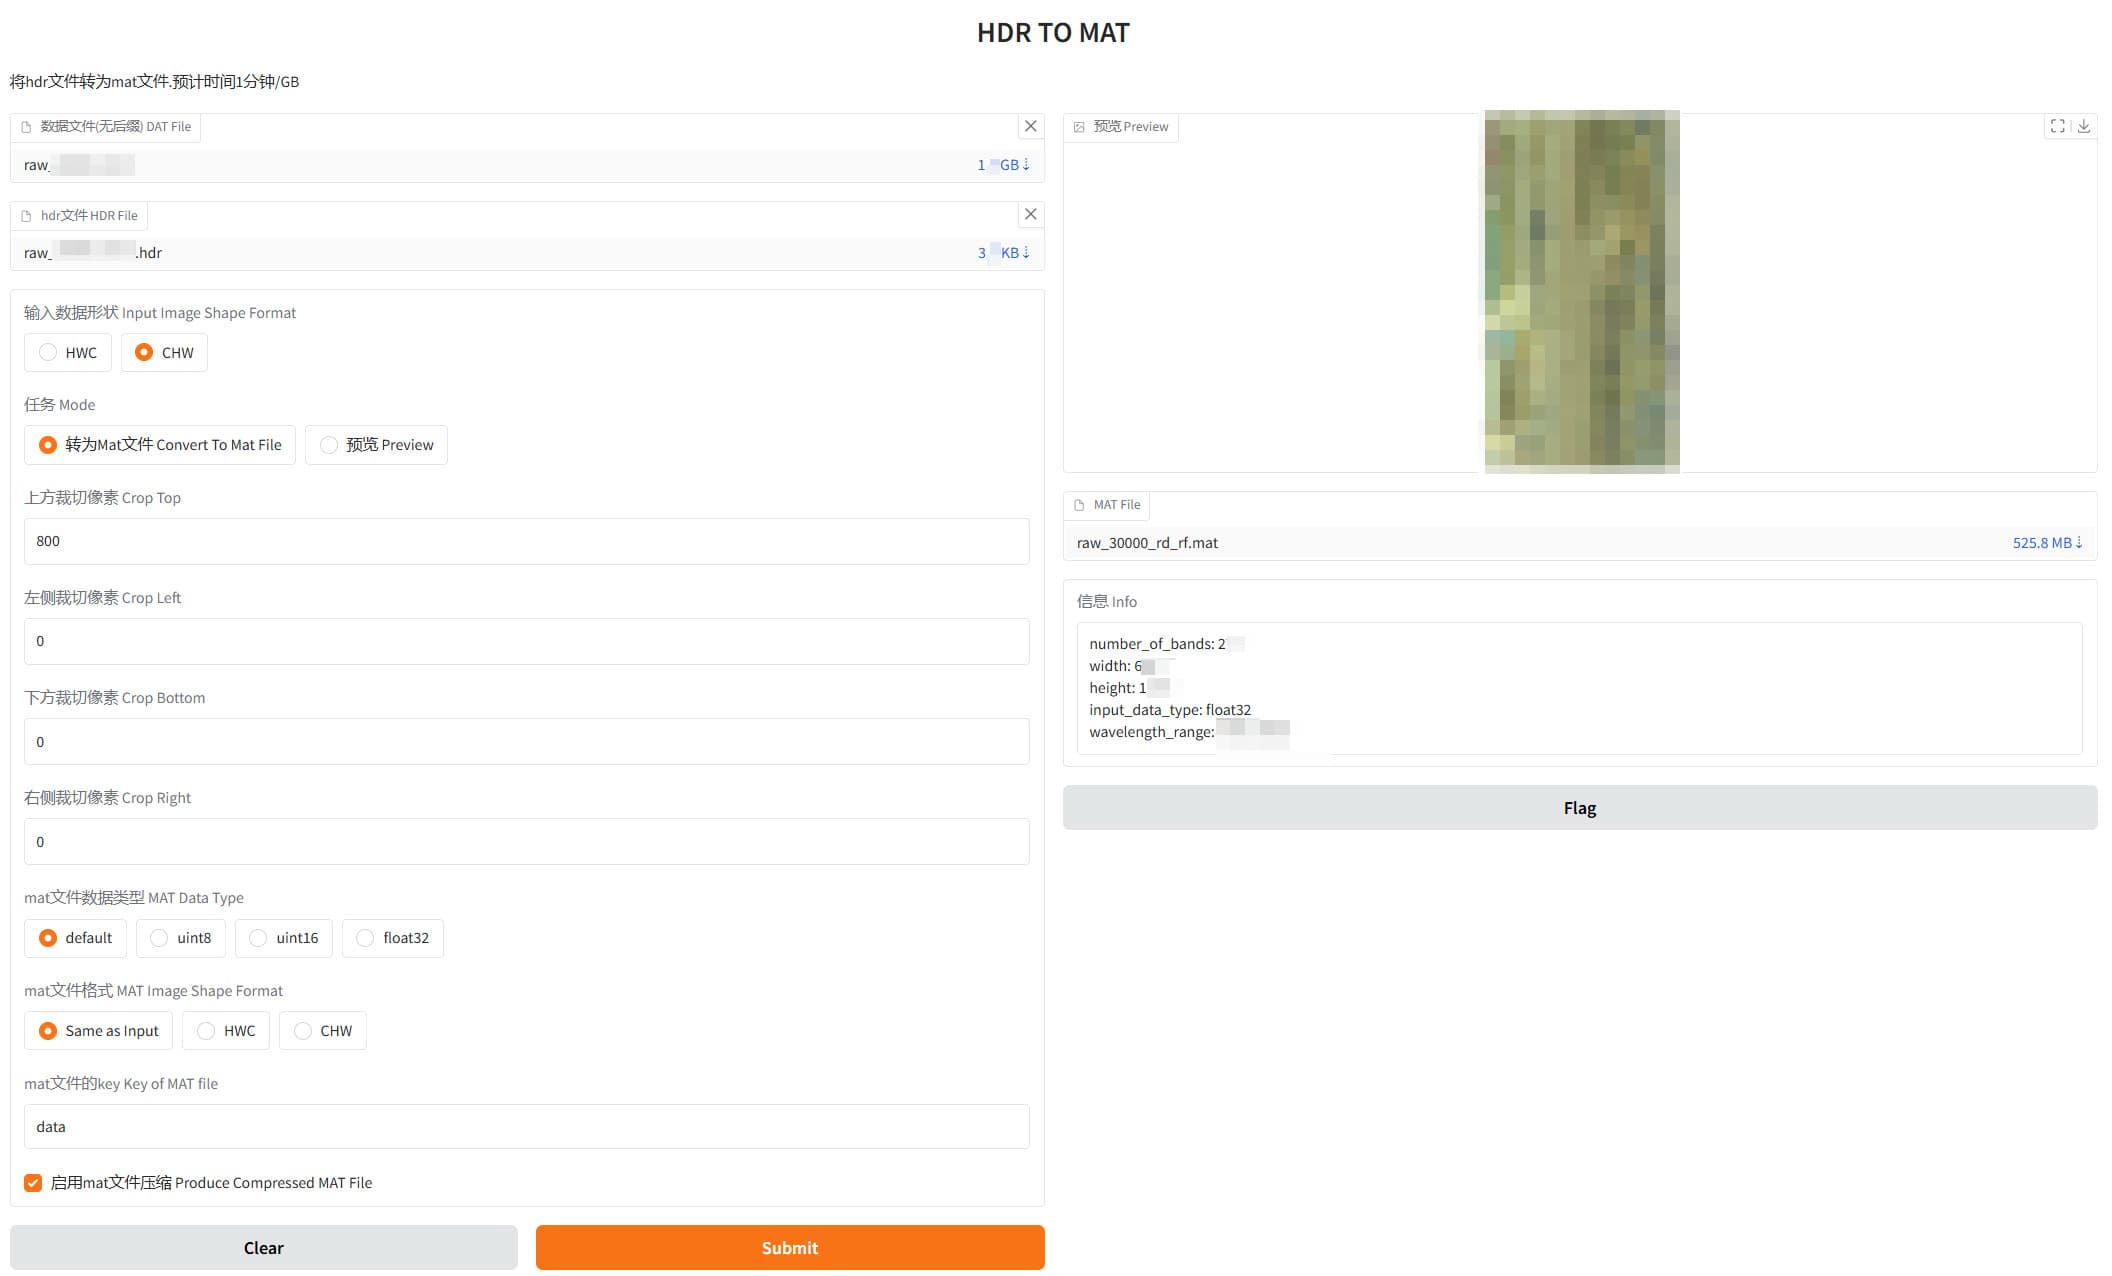 HDR TO MAT
将hdr文件转为mat文件.预计时间1分钟/GB
数据文件(无后缀) DAT File
raw_ 1 GB ⇣
hdr文件 HDR File
raw_ .hdr 3 KB ⇣
输入数据形状 Input Image Shape Format
HWC CHW
任务 Mode
转为Mat文件 Convert To Mat File 预览 Preview
上方裁切像素 Crop Top
800
左侧裁切像素 Crop Left
0
下方裁切像素 Crop Bottom
0
右侧裁切像素 Crop Right
0
mat文件数据类型 MAT Data Type
default uint8 uint16 float32
mat文件格式 MAT Image Shape Format
Same as Input HWC CHW
mat文件的key Key of MAT file
data
启用mat文件压缩 Produce Compressed MAT File
Clear Submit
预览 Preview
MAT File
raw_30000_rd_rf.mat 525.8 MB ⇣
信息 Info
number_of_bands: 2
width: 6
height: 1
input_data_type: float32
wavelength_range:
Flag